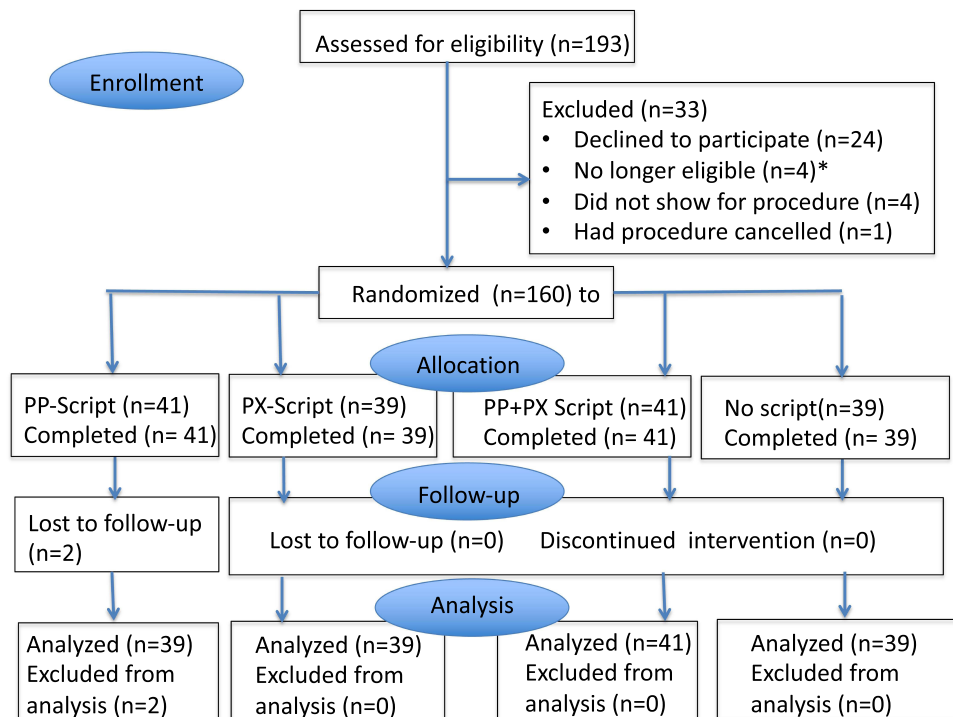 Assessed for eligibility (n=193)
Enrollment
Excluded (n=33)
• Declined to participate (n=24)
• No longer eligible (n=4)*
• Did not show for procedure (n=4)
• Had procedure cancelled (n=1)
Randomized (n=160) to
Allocation
PP-Script (n=41)
Completed (n= 41)
PX-Script (n=39)
Completed (n= 39)
PP+PX Script (n=41)
Completed (n= 41)
No script(n=39)
Completed (n= 39)
Follow-up
Lost to follow-up
(n=2)
Lost to follow-up (n=0) Discontinued intervention (n=0)
Analysis
Analyzed (n=39)
Excluded from
analysis (n=2)
Analyzed (n=39)
Excluded from
analysis (n=0)
Analyzed (n=41)
Excluded from
analysis (n=0)
Analyzed (n=39)
Excluded from
analysis (n=0)